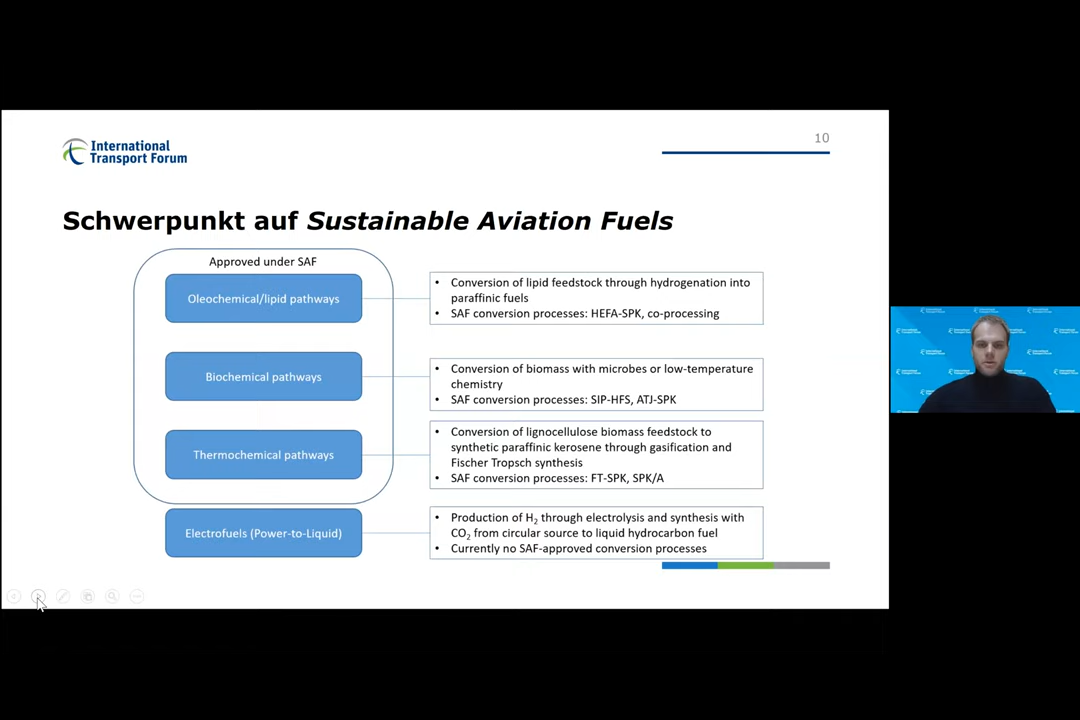 International
Transport Forum
10
Schwerpunkt auf Sustainable Aviation Fuels
Approved under SAF
Oleochemical/lipid pathways
• Conversion of lipid feedstock through hydrogenation into
paraffinic fuels
• SAF conversion processes: HEFA-SPK, co-processing
Biochemical pathways
• Conversion of biomass with microbes or low-temperature
chemistry
• SAF conversion processes: SIP-HFS, ATJ-SPK
Thermochemical pathways
• Conversion of lignocellulose biomass feedstock to
synthetic paraffinic kerosene through gasification and
Fischer Tropsch synthesis
• SAF conversion processes: FT-SPK, SPK/A
Electrofuels (Power-to-Liquid)
• Production of H₂ through electrolysis and synthesis with
CO₂ from circular source to liquid hydrocarbon fuel
• Currently no SAF-approved conversion processes